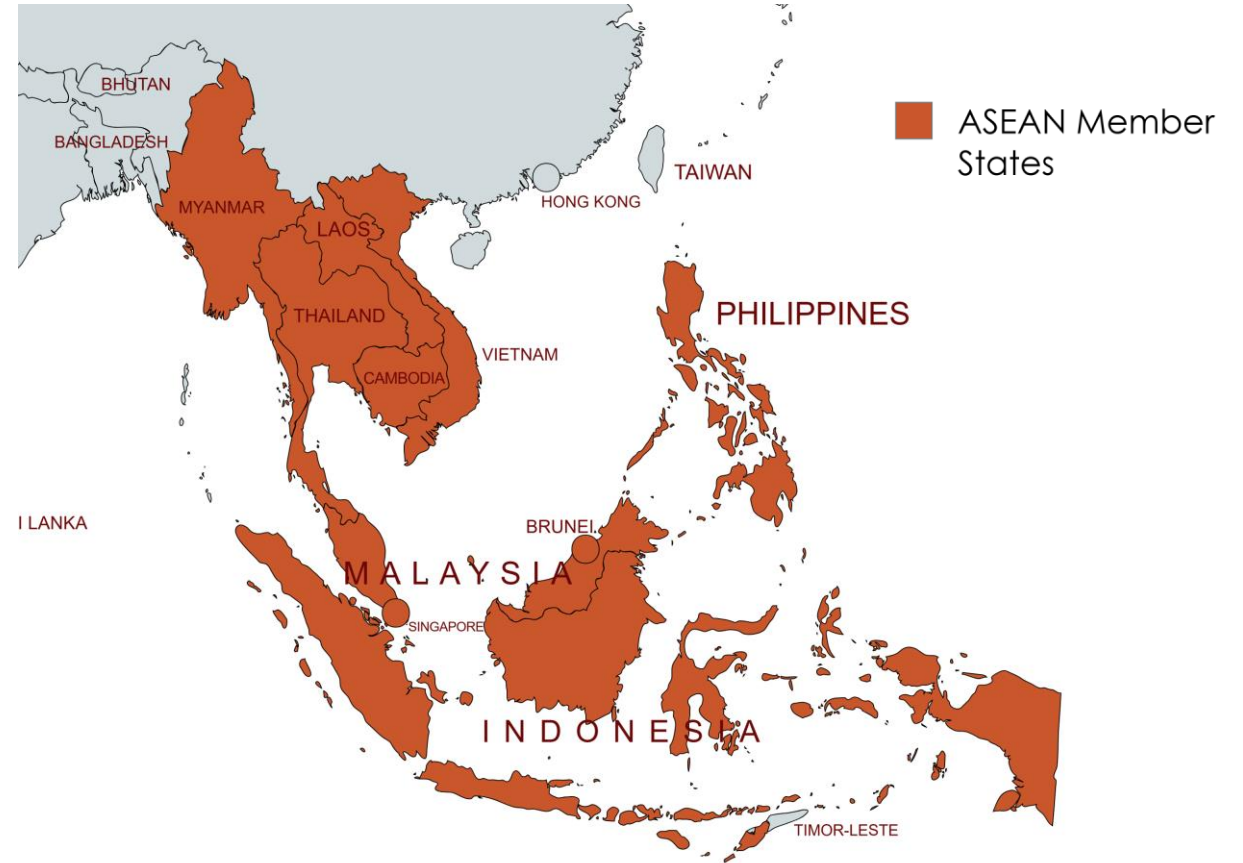 BHUTAN
BANGLADESH
ASEAN Member
States
TAIWAN
HONG KONG
MYANMAR
LAOS
THAILAND
PHILIPPINES
VIETNAM
CAMBODIA
I LANKA
BRUNEI
MALAYSIA
SINGAPORE
INDONESIA
TIMOR-LESTE